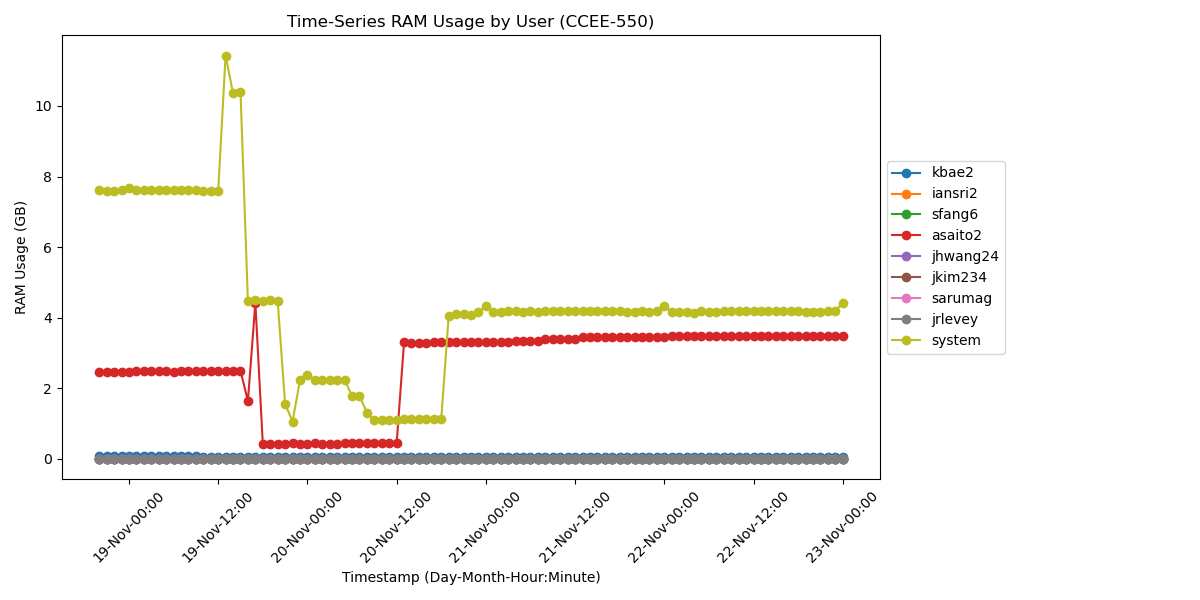 Time-Series RAM Usage by User (CCEE-550)
RAM Usage (GB)
10
8
6
4
2
0
19-Nov-00:00
19-Nov-12:00
20-Nov-00:00
20-Nov-12:00
21-Nov-00:00
21-Nov-12:00
22-Nov-00:00
22-Nov-12:00
23-Nov-00:00
Timestamp (Day-Month-Hour:Minute)
kbae2
iansri2
sfang6
asaito2
jhwang24
jkim234
sarumag
jrlevey
system